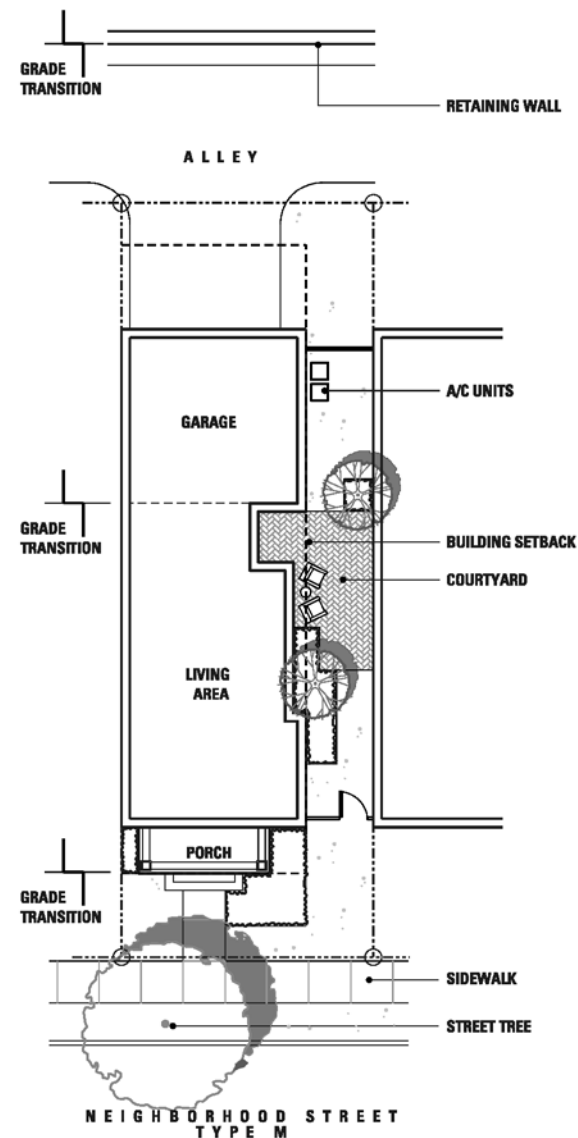 GRADE
TRANSITION
RETAINING WALL
ALLEY
A/C UNITS
GARAGE
GRADE
TRANSITION
BUILDING SETBACK
COURTYARD
LIVING
AREA
PORCH
GRADE
TRANSITION
SIDEWALK
STREET TREE
NEIGHBORHOOD STREET
TYPE M